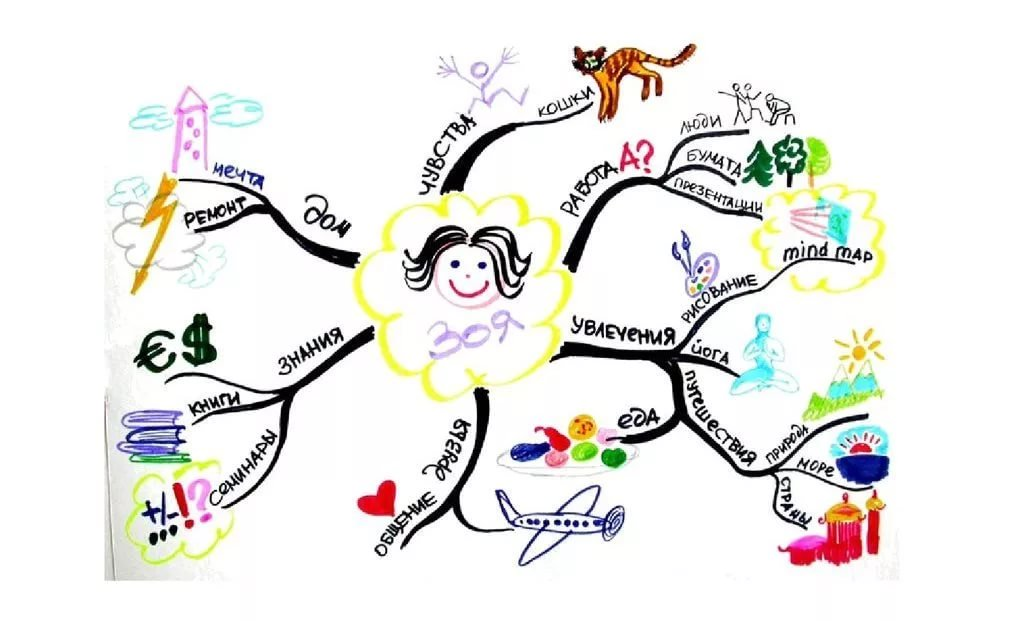 ЗОЯ
ЧУВСТВА
КОШКИ
РАБОТА
А?
ЛЮДИ
БУМАГА
ПРЕЗЕНТАЦИИ
mind map
УВЛЕЧЕНИЯ
РИСОВАНИЕ
ЙОГА
ПУТЕШЕСТВИЯ
ПРИРОДА
МОРЕ
СТРАНЫ
еДА
ДРУЗЬЯ
ОБЩЕНИЕ
ЗНАНИЯ
€$
КНИГИ
СЕМИНАРЫ
+/- !?
...
ДОМ
МЕЧТА
РЕМОНТ